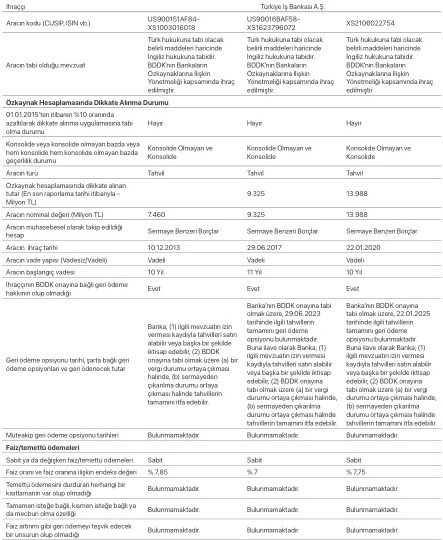 İhraççı Türkiye İş Bankası A.Ş.
Aracın kodu (CUSIP, ISIN vb.) US900151AF84-XS1003016018 US90016BAF58-XS1623796072 XS2106022754
Aracın tabi olduğu mevzuat
Türk hukukuna tabi olacak
belirli maddeleri haricinde
İngiliz hukukuna tabidir.
BDDK'nın Bankaların
Özkaynaklarına İlişkin
Yönetmeliği kapsamında ihraç
edilmiştir.
Türk hukukuna tabi olacak
belirli maddeleri haricinde
İngiliz hukukuna tabidir.
BDDK'nın Bankaların
Özkaynaklarına İlişkin
Yönetmeliği kapsamında ihraç
edilmiştir.
Türk hukukuna tabi olacak
belirli maddeleri haricinde
İngiliz hukukuna tabidir.
BDDK'nın Bankaların
Özkaynaklarına İlişkin
Yönetmeliği kapsamında ihraç
edilmiştir.
Özkaynak Hesaplamasında Dikkate Alınma Durumu
01.01.2015'ten itibaren %10 oranında
azaltılarak dikkate alınma uygulamasına tabi
olma durumu
Hayır Hayır Hayır
Konsolide veya konsolide olmayan bazda veya
hem konsolide hem konsolide olmayan bazda
geçerlilik durumu
Konsolide Olmayan ve
Konsolide
Konsolide Olmayan ve
Konsolide
Konsolide Olmayan ve
Konsolide
Aracın türü Tahvil Tahvil Tahvil
Özkaynak hesaplamasında dikkate alınan
tutar (En son raporlama tarihi itibarıyla -
Milyon TL)
9.325 13.988
Aracın nominal değeri (Milyon TL) 7.460 9.325 13.988
Aracın muhasebesel olarak takip edildiği
hesap
Sermaye Benzeri Borçlar Sermaye Benzeri Borçlar Sermaye Benzeri Borçlar
Aracın ihraç tarihi 10.12.2013 29.06.2017 22.01.2020
Aracın vade yapısı (Vadesiz/Vadeli) Vadeli Vadeli Vadeli
Aracın başlangıç vadesi 10 Yıl 11 Yıl 10 Yıl
İhraççının BDDK onayına bağlı geri ödeme
hakkının olup olmadığı
Evet Evet Evet
Geri ödeme opsiyonu tarihi, şarta bağlı geri
ödeme opsiyonları ve geri ödenecek tutar
Banka, (1) ilgili mevzuatın izin
vermesi kaydıyla tahvilleri satın
alabilir veya başka bir şekilde
iktisap edebilir, (2) BDDK
onayına tabi olmak üzere (a) bir
vergi durumu ortaya çıkması
halinde, (b) sermayeden
çıkarılma durumu ortaya
çıkması halinde tahvillerin
tamamını itfa edebilir.
Banka'nın BDDK onayına tabi
olmak üzere, 29.06.2023
tarihinde ilgili tahvillerin
tamamını geri ödeme
opsiyonu bulunmaktadır.
Buna ilave olarak Banka; (1)
ilgili mevzuatın izin vermesi
kaydıyla tahvilleri satın alabilir
veya başka bir şekilde iktisap
edebilir, (2) BDDK onayına
tabi olmak üzere (a) bir vergi
durumu ortaya çıkması halinde,
(b) sermayeden çıkarılma
durumu ortaya çıkması halinde
tahvillerin tamamını itfa edebilir.
Banka'nın BDDK onayına
tabi olmak üzere, 22.01.2025
tarihinde ilgili tahvillerin
tamamını geri ödeme
opsiyonu bulunmaktadır.
Buna ilave olarak Banka; (1)
ilgili mevzuatın izin vermesi
kaydıyla tahvilleri satın alabilir
veya başka bir şekilde iktisap
edebilir, (2) BDDK onayına
tabi olmak üzere (a) bir vergi
durumu ortaya çıkması halinde,
(b) sermayeden çıkarılma
durumu ortaya çıkması halinde
tahvillerin tamamını itfa edebilir
Müteakip geri ödeme opsiyonu tarihleri Bulunmamaktadır. Bulunmamaktadır. Bulunmamaktadır.
Faiz/temettü ödemeleri
Sabit ya da değişken faiz/temettü ödemeleri Sabit Sabit Sabit
Faiz oranı ve faiz oranına ilişkin endeks değeri % 7,85 % 7 % 7,75
Temettü ödemesini durduran herhangi bir
kısıtlamanın var olup olmadığı
Bulunmamaktadır. Bulunmamaktadır. Bulunmamaktadır.
Tamamen isteğe bağlı, kısmen isteğe bağlı ya
da mecburi olma özelliği
Bulunmamaktadır. Bulunmamaktadır. Bulunmamaktadır.
Faiz artırımı gibi geri ödemeyi teşvik edecek
bir unsurun olup olmadığı
Bulunmamaktadır. Bulunmamaktadır. Bulunmamaktadır.